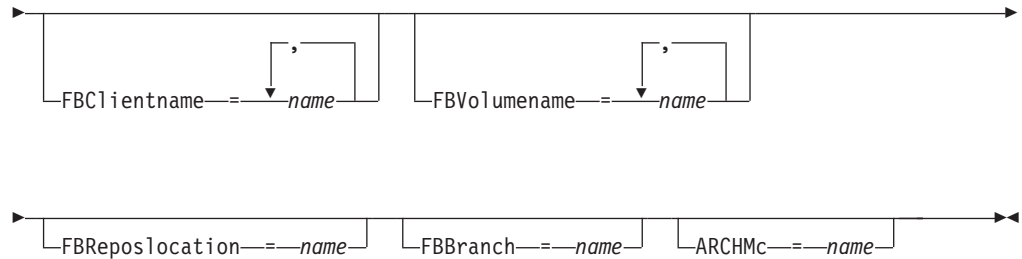 , ,
FBClientname = name FBVolumename = name
FBReposlocation = name FBBranch = name ARCHMc = name